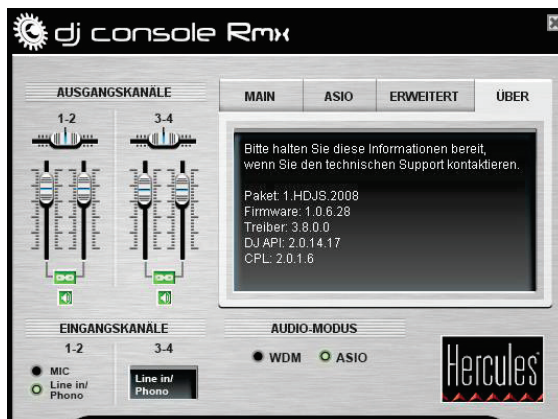 dj console Rmx
AUSGANGSKANÄLE
1-2
3-4
MAIN
ASIO
ERWEITERT
ÜBER
Bitte halten Sie diese Informationen bereit,
wenn Sie den technischen Support kontaktieren.
Paket: 1.HDJS.2008
Firmware: 1.0.6.28
Treiber: 3.8.0.0
DJ API: 2.0.14.17
CPL: 2.0.1.6
EINGANGSKANÄLE
1-2
3-4
MIC
Line in/
Phono
Line in/
Phono
AUDIO-MODUS
WDM
ASIO
Hercules